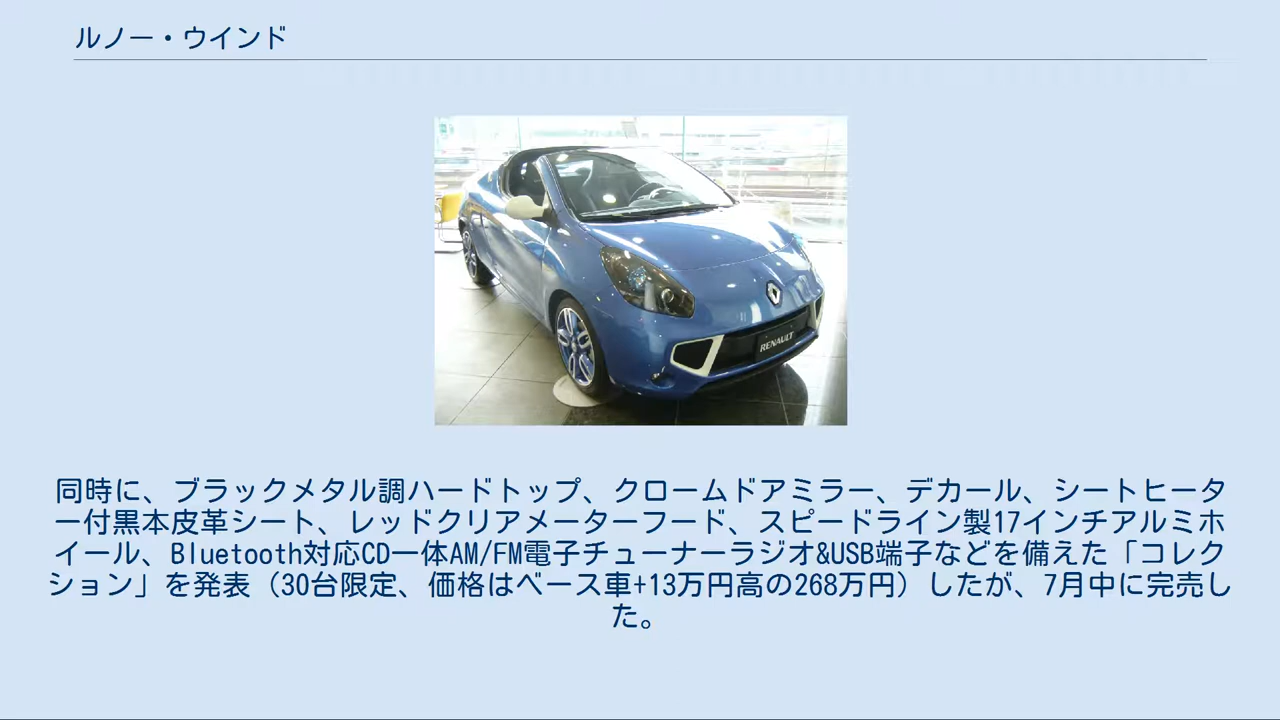 ルノー・ウインド
RENAULT
同時に、ブラックメタル調ハードトップ、クロームドアミラー、デカール、シートヒータ
ー付黒本皮革シート、レッドクリアメーターフード、スピードライン製17インチアルミホ
イール、Bluetooth対応CD一体AM/FM電子チューナーラジオ&USB端子などを備えた「コレク
ション」を発表（30台限定、価格はベース車+13万円高の268万円）したが、7月中に完売し
た。